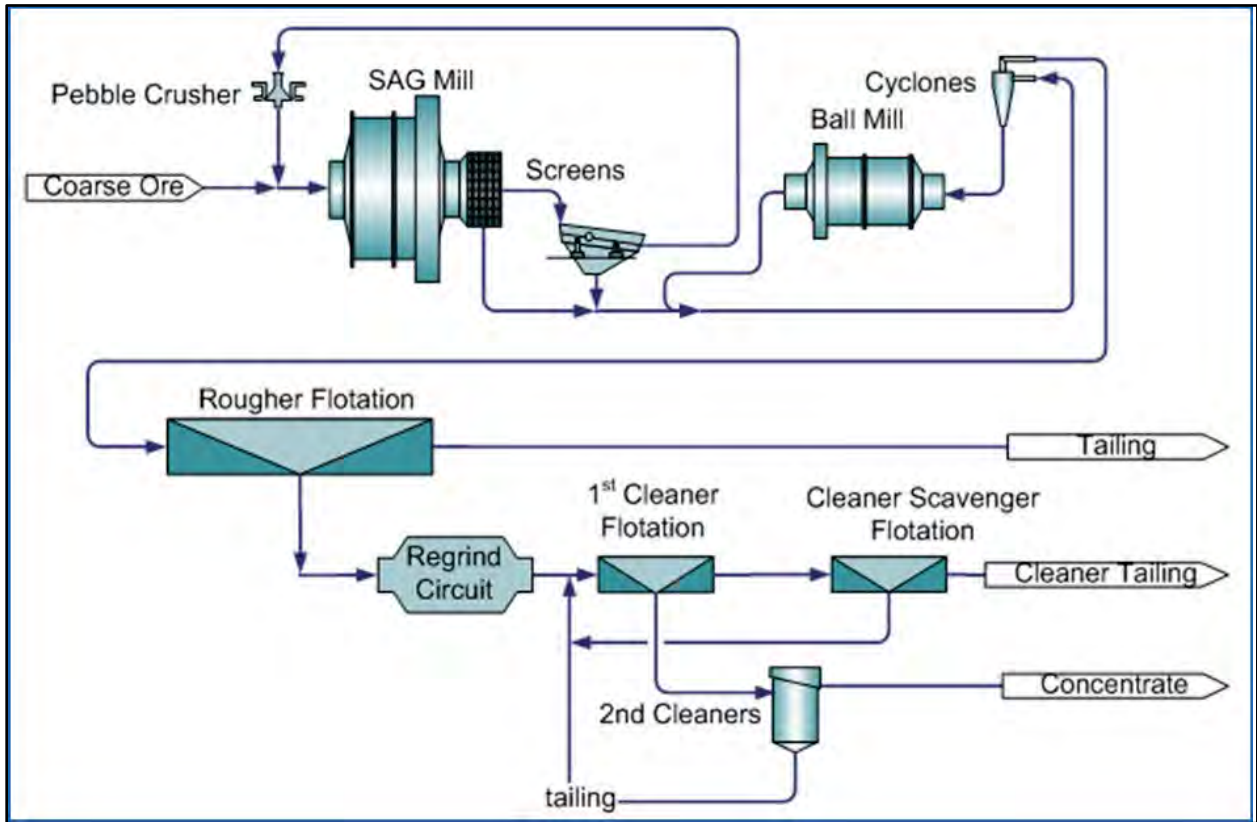 Pebble Crusher
SAG Mill
Cyclones
Ball Mill
Screens
Coarse Ore
Rougher Flotation
Tailing
1st Cleaner
Flotation
Cleaner Scavenger
Flotation
Regrind
Circuit
Cleaner Tailing
Concentrate
2nd Cleaners
tailing